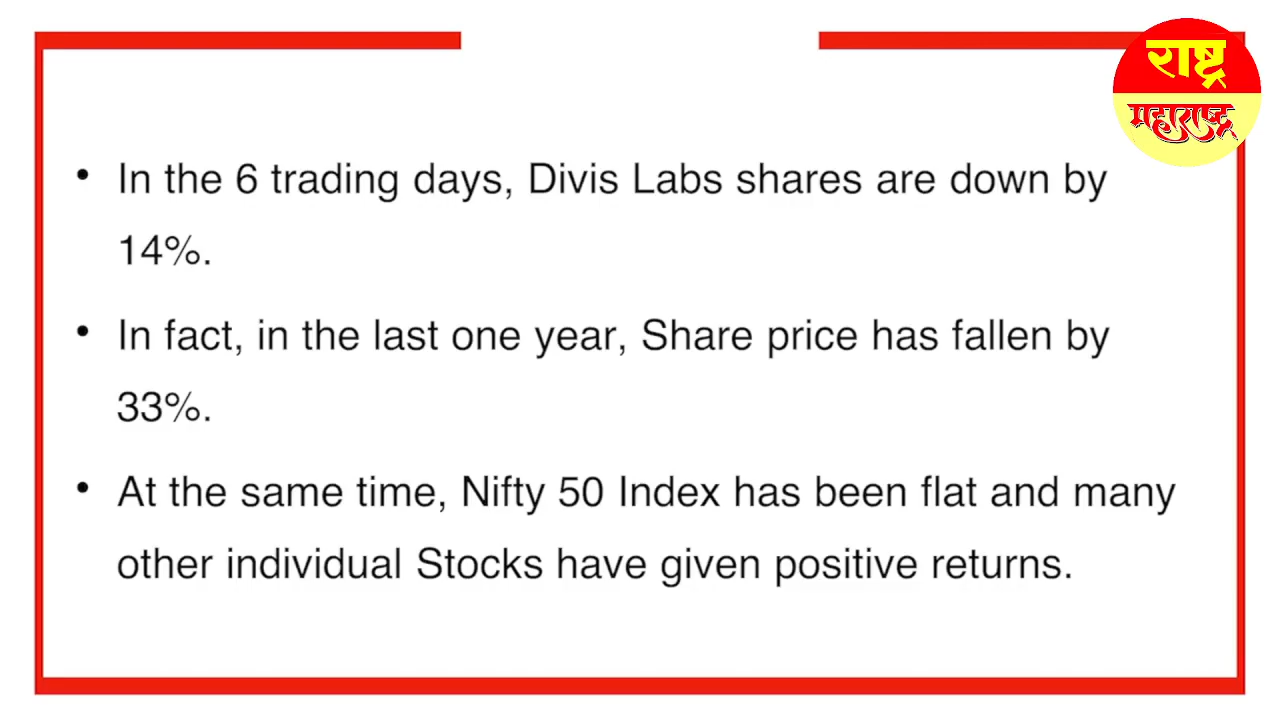 राष्ट्र
महाराष्ट्र
• In the 6 trading days, Divis Labs shares are down by
14%.
• In fact, in the last one year, Share price has fallen by
33%.
• At the same time, Nifty 50 Index has been flat and many
other individual Stocks have given positive returns.